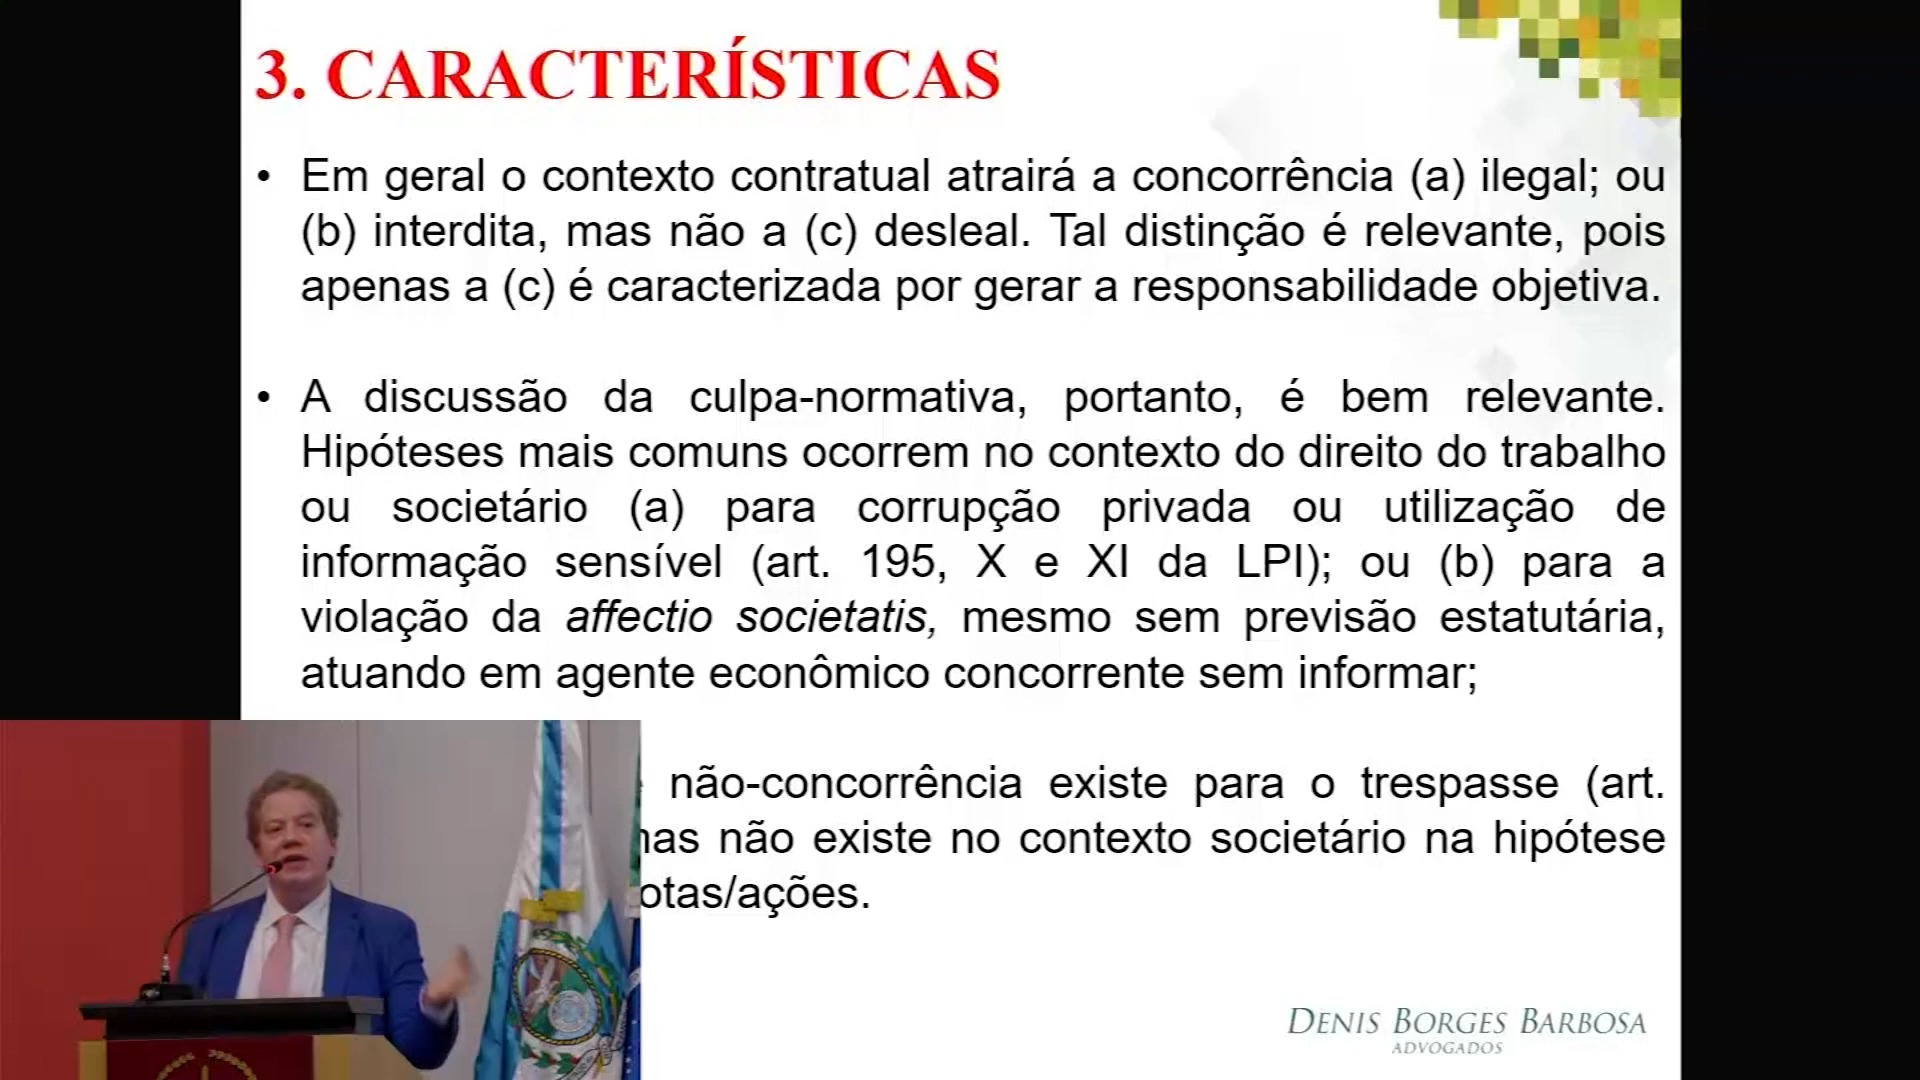 3. CARACTERÍSTICAS
• Em geral o contexto contratual atrairá a concorrência (a) ilegal; ou
(b) interdita, mas não a (c) desleal. Tal distinção é relevante, pois
apenas a (c) é caracterizada por gerar a responsabilidade objetiva.
• A discussão da culpa-normativa, portanto, é bem relevante.
Hipóteses mais comuns ocorrem no contexto do direito do trabalho
ou societário (a) para corrupção privada ou utilização de
informação sensível (art. 195, X e XI da LPI); ou (b) para a
violação da affectio societatis, mesmo sem previsão estatutária,
atuando em agente econômico concorrente sem informar;
não-concorrência existe para o trespasse (art.
não existe no contexto societário na hipótese
otas/ações.
DENIS BORGES BARBOSA
ADVOGADOS